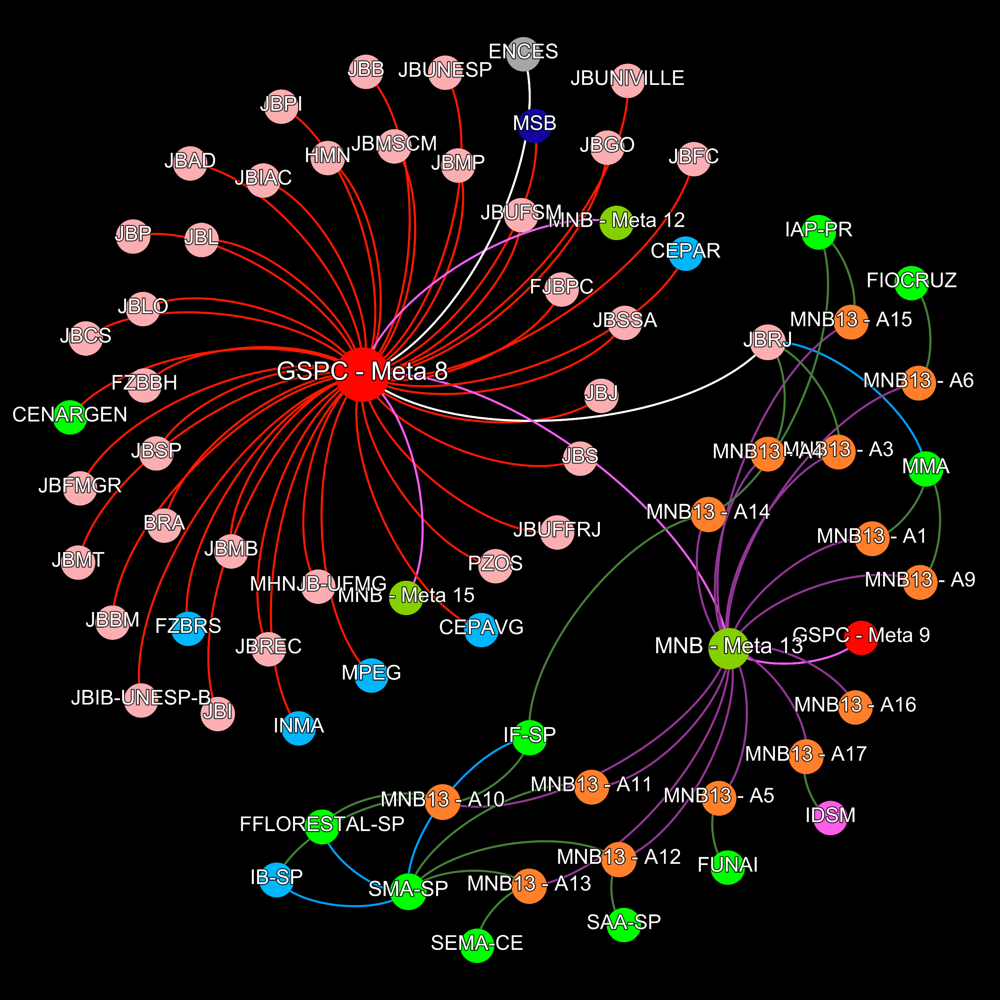 ENCES
JBB
JBUNESP
JBUNIVILLE
JBPI
MSB
JBMSCM
JBGO
HMN
JBAD
JBMP
JBFC
JBIAC
JBUFSM
MNB - Meta 12
IAP-PR
JBP
JBL
CEPAR
FIOCRUZ
FJBPC
JBLO
JBSSA
MNB13 - A15
JBCS
JBRJ
GSPC - Meta 8
FZBBH
MNB13 - A6
JBJ
CENARGEN
JBSP
JBS
MNB13 - A4
MNB13 - A3
MMA
JBFMGR
MNB13 - A14
BRA
JBUFFRJ
MNB13 - A1
JBMB
JBMT
PZOS
MHNJB-UFMG
MNB13 - A9
MNB - Meta 15
JBBM
FZBRS
CEPAVG
GSPC - Meta 9
JBREC
MNB - Meta 13
MPEG
JBIB-UNESP-B
JBI
MNB13 - A16
INMA
IF-SP
MNB13 - A17
MNB13 - A11
MNB13 - A10
MNB13 - A5
IDSM
FFLORESTAL-SP
MNB13 - A12
FUNAI
IB-SP
SMA-SP
MNB13 - A13
SAA-SP
SEMA-CE